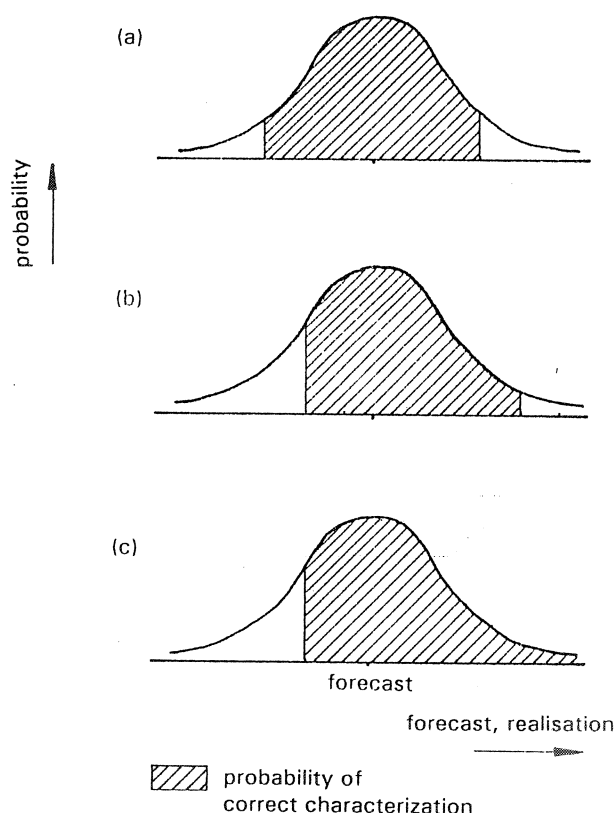 (a)
probability
(b)
(c)
forecast
forecast, realisation
probability of
correct characterization